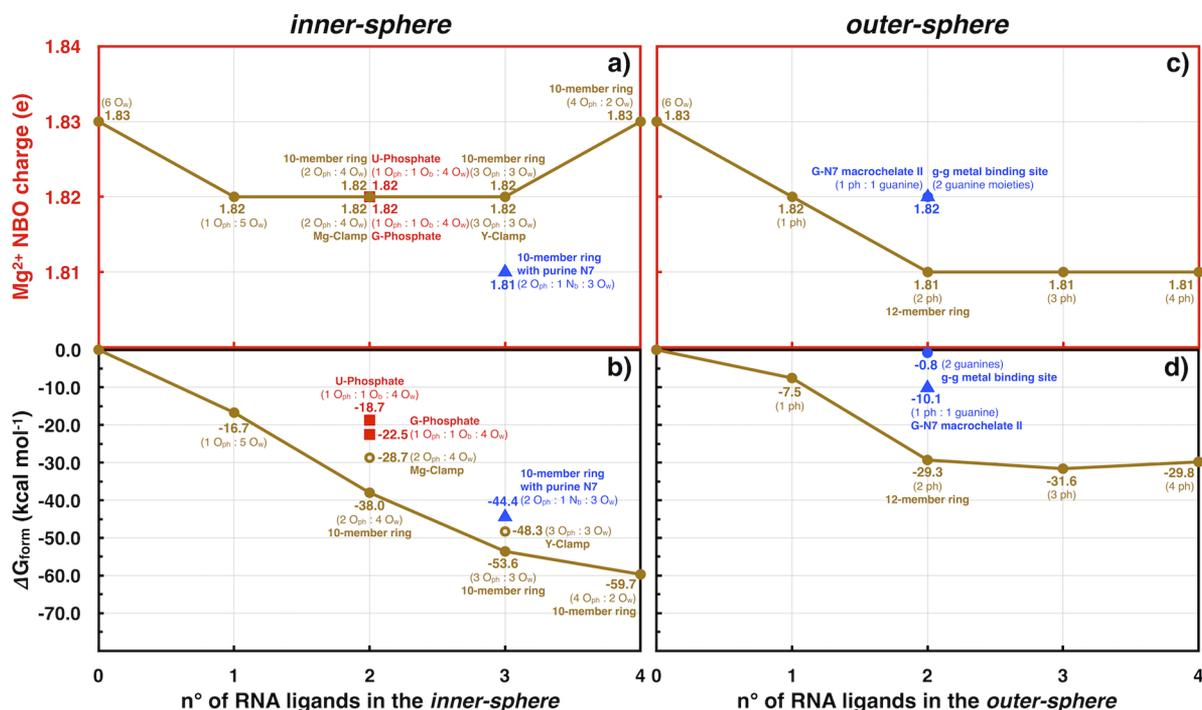 inner-sphere
outer-sphere
a)
c)
Mg²⁺ NBO charge (e)
1.84
1.83
1.82
1.81
(6 Ow)
1.83
1.82
(1 Oph : 5 Ow)
10-member ring
(2 Oph : 4 Ow)
1.82
U-Phosphate
(1 Oph : 1 Ob : 4 Ow)
1.82
10-member ring
(3 Oph : 3 Ow)
1.82
1.82
(2 Oph : 4 Ow)
Mg-Clamp
1.82
(1 Oph : 1 Ob : 4 Ow)
G-Phosphate
1.82
(3 Oph : 3 Ow)
Y-Clamp
10-member ring
(4 Oph : 2 Ow)
1.83
10-member ring
with purine N7
1.81 (2 Oph : 1 Nb : 3 Ow)
(6 Ow)
1.83
1.82
(1 ph)
G-N7 macrochelate II
(1 ph : 1 guanine)
g-g metal binding site
(2 guanine moieties)
1.82
1.81
(2 ph)
12-member ring
1.81
(3 ph)
1.81
(4 ph)
b)
d)
ΔGform (kcal mol⁻¹)
0.0
-10.0
-20.0
-30.0
-40.0
-50.0
-60.0
-70.0
-16.7
(1 Oph : 5 Ow)
U-Phosphate
(1 Oph : 1 Ob : 4 Ow)
-18.7
G-Phosphate
-22.5 (1 Oph : 1 Ob : 4 Ow)
-28.7 (2 Oph : 4 Ow)
Mg-Clamp
-38.0
(2 Oph : 4 Ow)
10-member ring
10-member ring
with purine N7
-44.4 (2 Oph : 1 Nb : 3 Ow)
-48.3 (3 Oph : 3 Ow)
Y-Clamp
-53.6
(3 Oph : 3 Ow)
10-member ring
-59.7
(4 Oph : 2 Ow)
10-member ring
-7.5
(1 ph)
-0.8 (2 guanines)
g-g metal binding site
-10.1
(1 ph : 1 guanine)
G-N7 macrochelate II
-29.3
(2 ph)
12-member ring
-31.6
(3 ph)
-29.8
(4 ph)
0 1 2 3 4
0 1 2 3 4
n° of RNA ligands in the inner-sphere
n° of RNA ligands in the outer-sphere